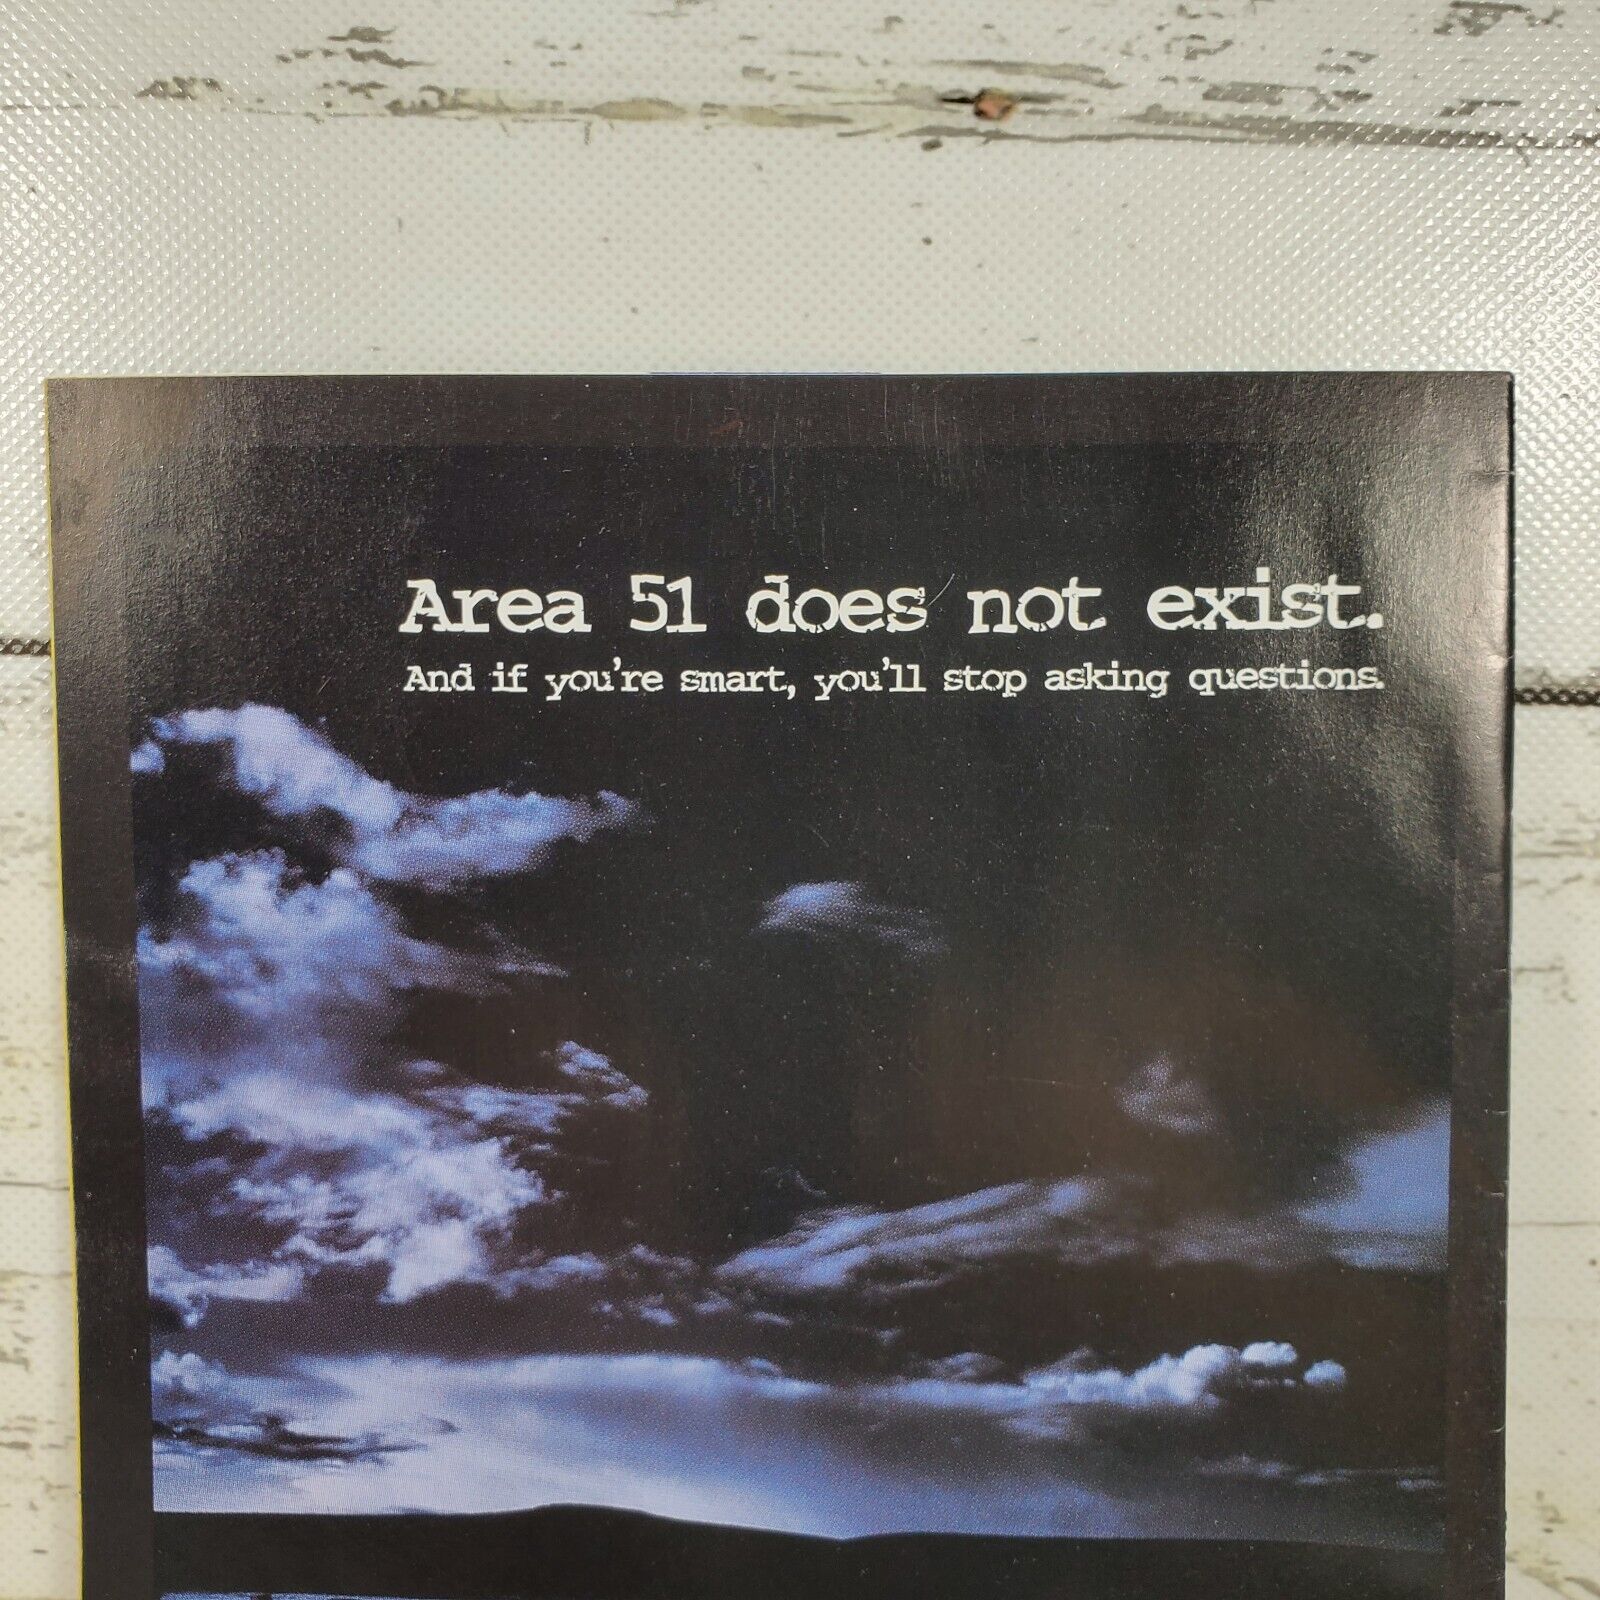 Area 51 does not exist.
And if you're smart, you'll stop asking questions.